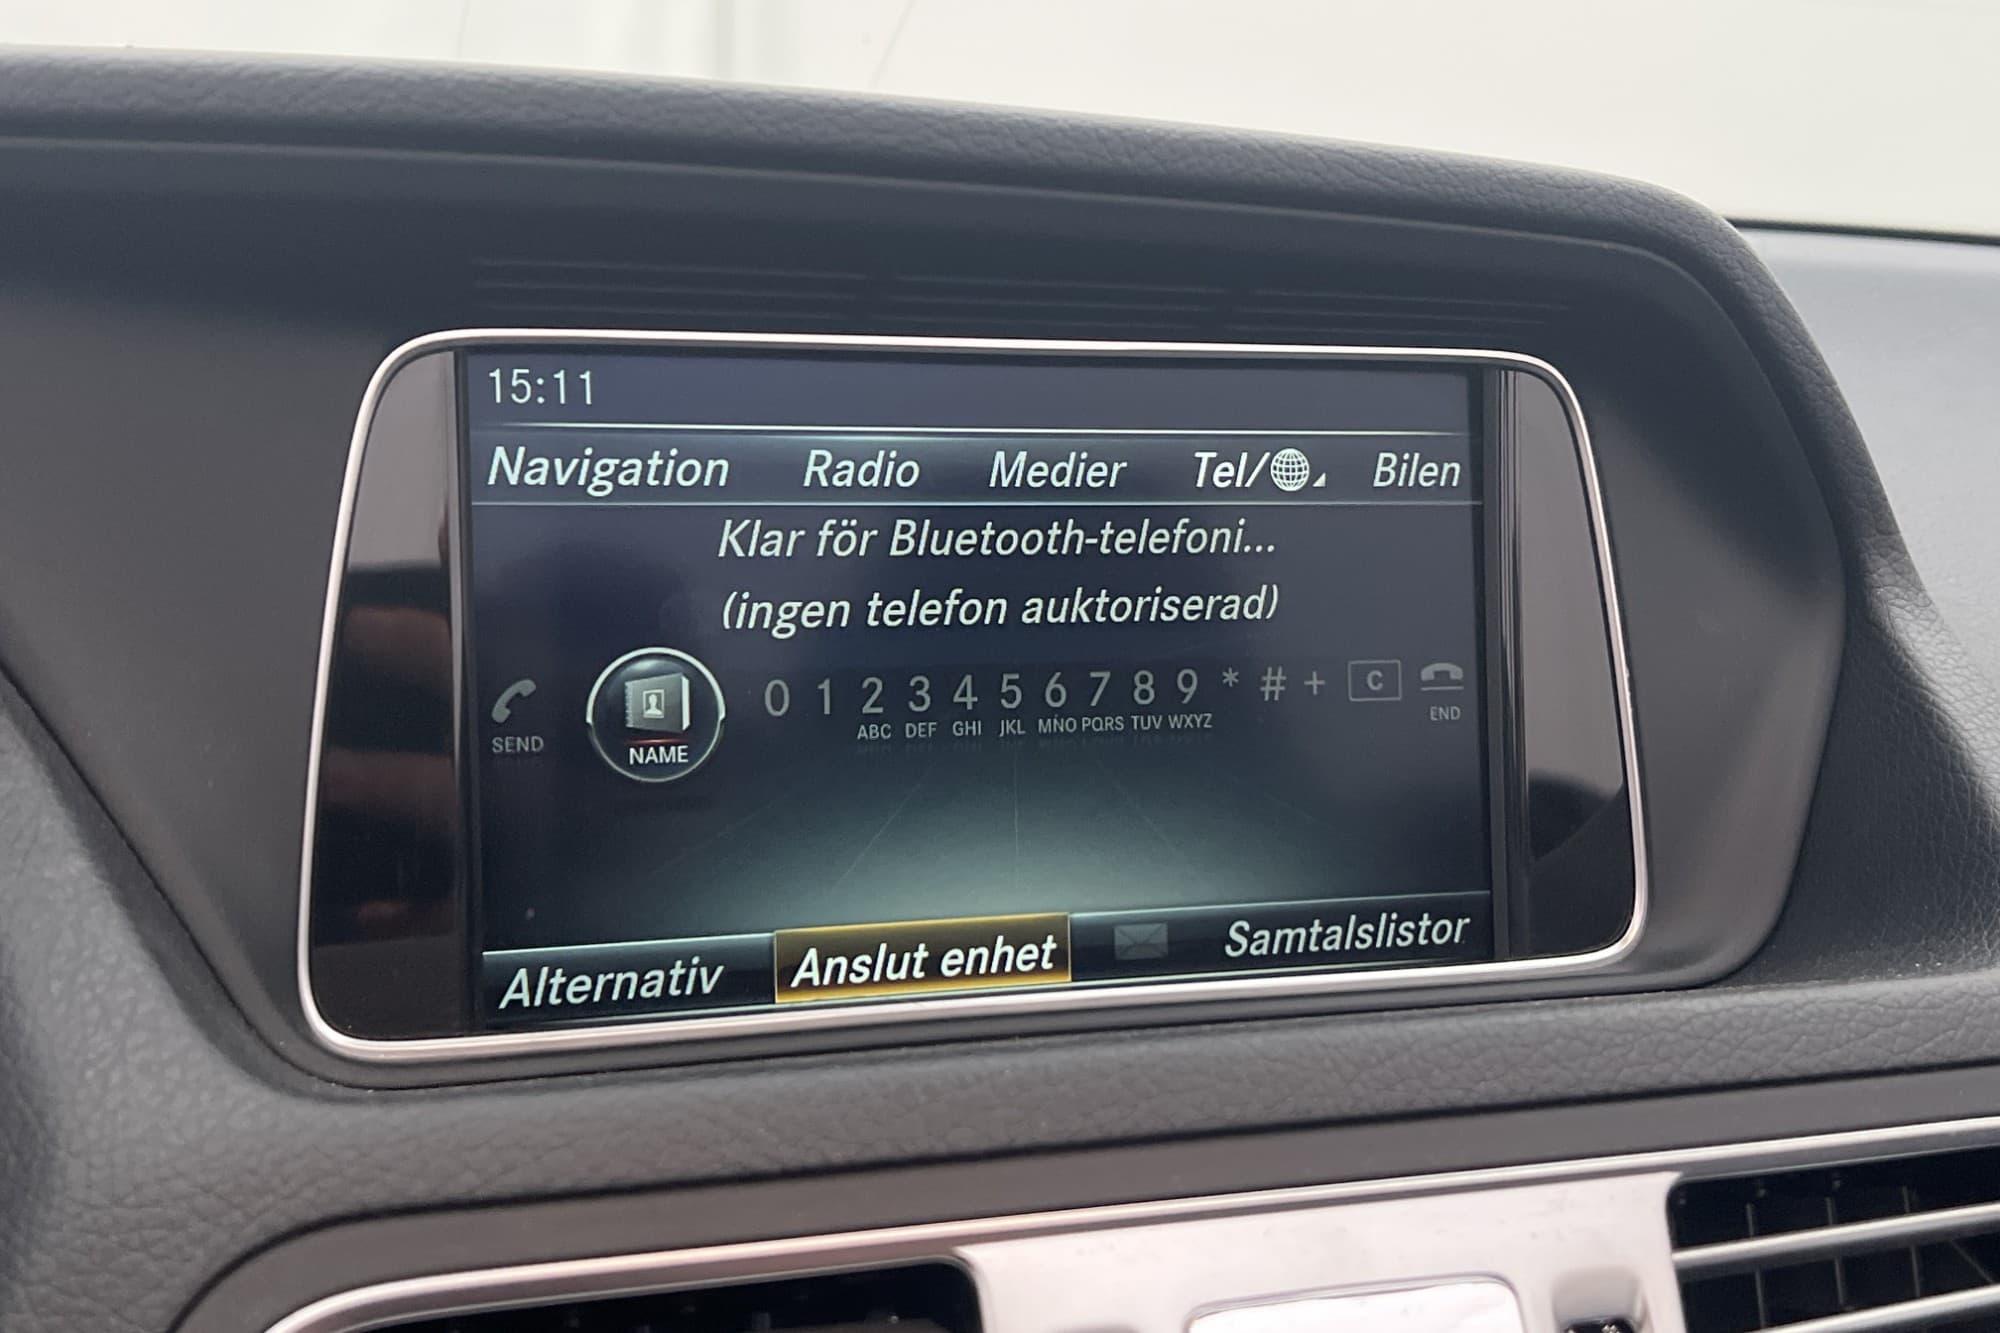 15:11
Navigation Radio Medier Tel/ Bilen
Klar för Bluetooth-telefoni...
(ingen telefon auktoriserad)
SEND NAME 0 1 2 3 4 5 6 7 8 9 * # + C END
ABC DEF GHI JKL MNO PQRS TUV WXYZ
Alternativ Anslut enhet Samtalslistor